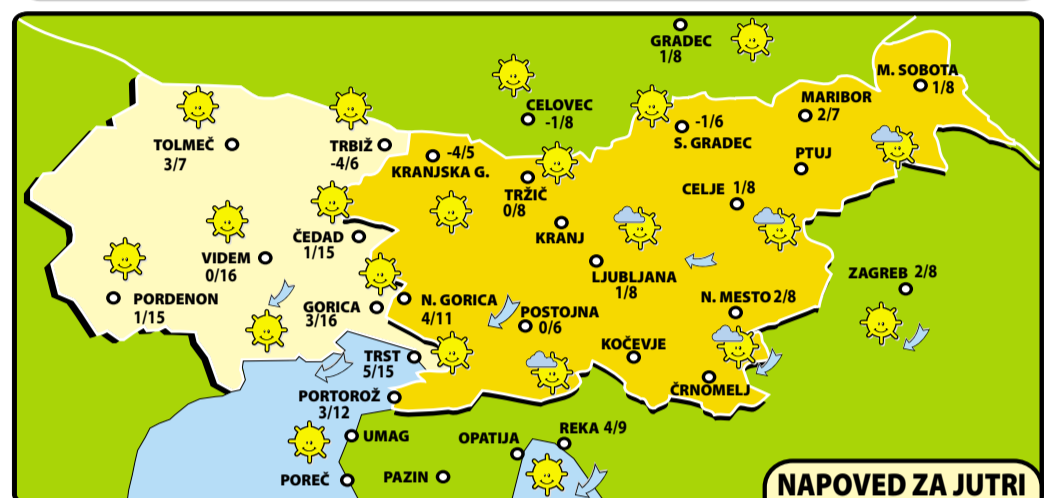 GRADEC
1/8
M. SOBOTA
1/8
CELOVEC
-1/8
MARIBOR
2/7
-1/6
S. GRADEC
TOLMEČ
3/7
TRBIŽ
-4/6
-4/5
KRANJSKA G.
PTUJ
TRŽIČ
0/8
CELJE 1/8
KRANJ
ČEDAD
1/15
VIDEM
0/16
LJUBLJANA
1/8
ZAGREB 2/8
PORDENON
1/15
GORICA
3/16
N. GORICA
4/11
POSTOJNA
0/6
N. MESTO 2/8
KOČEVJE
TRST
5/15
ČRNOMELJ
PORTOROŽ
3/12
UMAG
OPATIJA
REKA 4/9
POREČ
PAZIN
NAPOVED ZA JUTRI